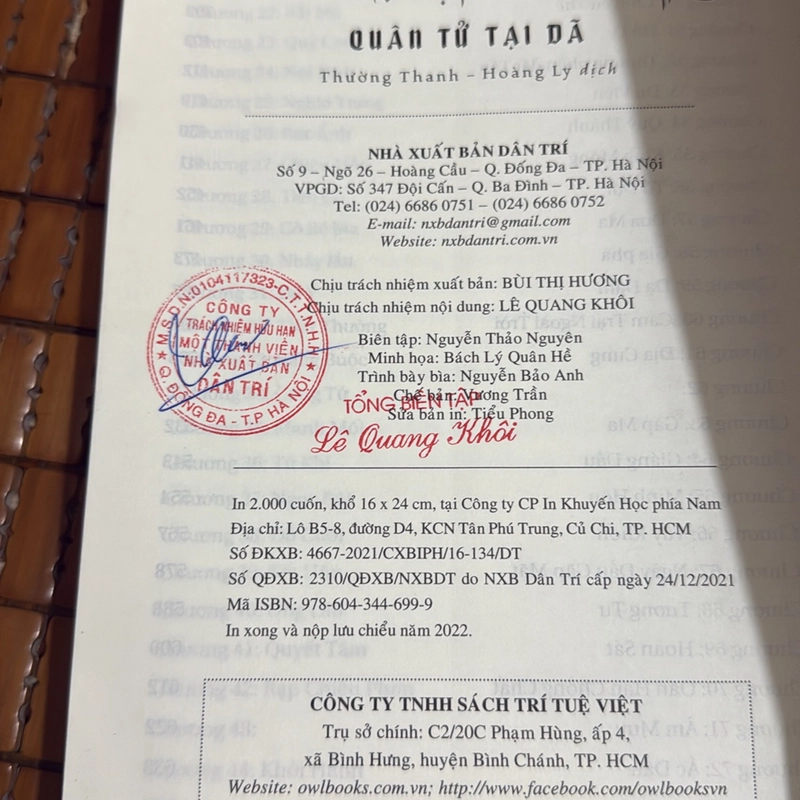 QUÂN TỬ TẠI DÃ
Thường Thanh – Hoàng Ly dịch
NHÀ XUẤT BẢN DÂN TRÍ
Số 9 – Ngõ 26 – Hoàng Cầu – Q. Đống Đa – TP. Hà Nội
VPGD: Số 347 Đội Cấn – Q. Ba Đình – TP. Hà Nội
Tel: (024) 6686 0751 – (024) 6686 0752
E-mail: nxbdantri@gmail.com
Website: nxbdantri.com.vn
Chịu trách nhiệm xuất bản: BÙI THỊ HƯƠNG
Chịu trách nhiệm nội dung: LÊ QUANG KHÔI
Biên tập: Nguyễn Thảo Nguyên
Minh họa: Bách Lý Quân Hề
Trình bày bìa: Nguyễn Bảo Anh
Chế bản: Vương Trần
Sửa bản in: Tiểu Phong
M.S.D.N:0104117323-C.T.T.N.H.H
CÔNG TY
TRÁCH NHIỆM HỮU HẠN
MỘT THÀNH VIÊN
NHÀ XUẤT BẢN
DÂN TRÍ
Q. ĐỐNG ĐA - T.P HÀ NỘI
TỔNG BIÊN TẬP
Lê Quang Khôi
In 2.000 cuốn, khổ 16 x 24 cm, tại Công ty CP In Khuyến Học phía Nam
Địa chỉ: Lô B5-8, đường D4, KCN Tân Phú Trung, Củ Chi, TP. HCM
Số ĐKXB: 4667-2021/CXBIPH/16-134/DT
Số QĐXB: 2310/QĐXB/NXBDT do NXB Dân Trí cấp ngày 24/12/2021
Mã ISBN: 978-604-344-699-9
In xong và nộp lưu chiểu năm 2022.
CÔNG TY TNHH SÁCH TRÍ TUỆ VIỆT
Trụ sở chính: C2/20C Phạm Hùng, ấp 4,
xã Bình Hưng, huyện Bình Chánh, TP. HCM
Website: owlbooks.com.vn; http://www.facebook.com/owlbooksvn